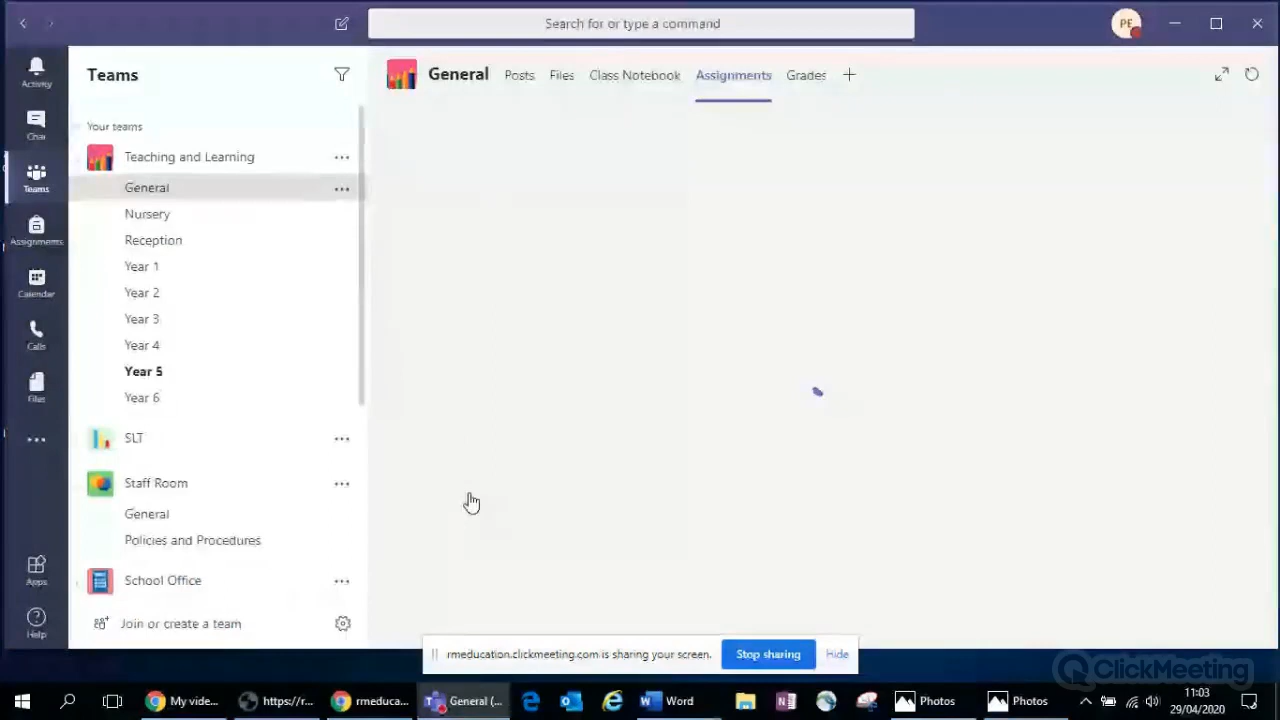 Search for or type a command
PE
Activity
Chat
Teams
Assignments
Calendar
Calls
Files
Apps
Help
Teams
Your teams
Teaching and Learning
General
Nursery
Reception
Year 1
Year 2
Year 3
Year 4
Year 5
Year 6
SLT
Staff Room
General
Policies and Procedures
School Office
Join or create a team
General Posts Files Class Notebook Assignments Grades
rmeducation.clickmeeting.com is sharing your screen. Stop sharing Hide
ClickMeeting
My vide... https://r... rmeduca... General (... Word Photos Photos
11:03
29/04/2020